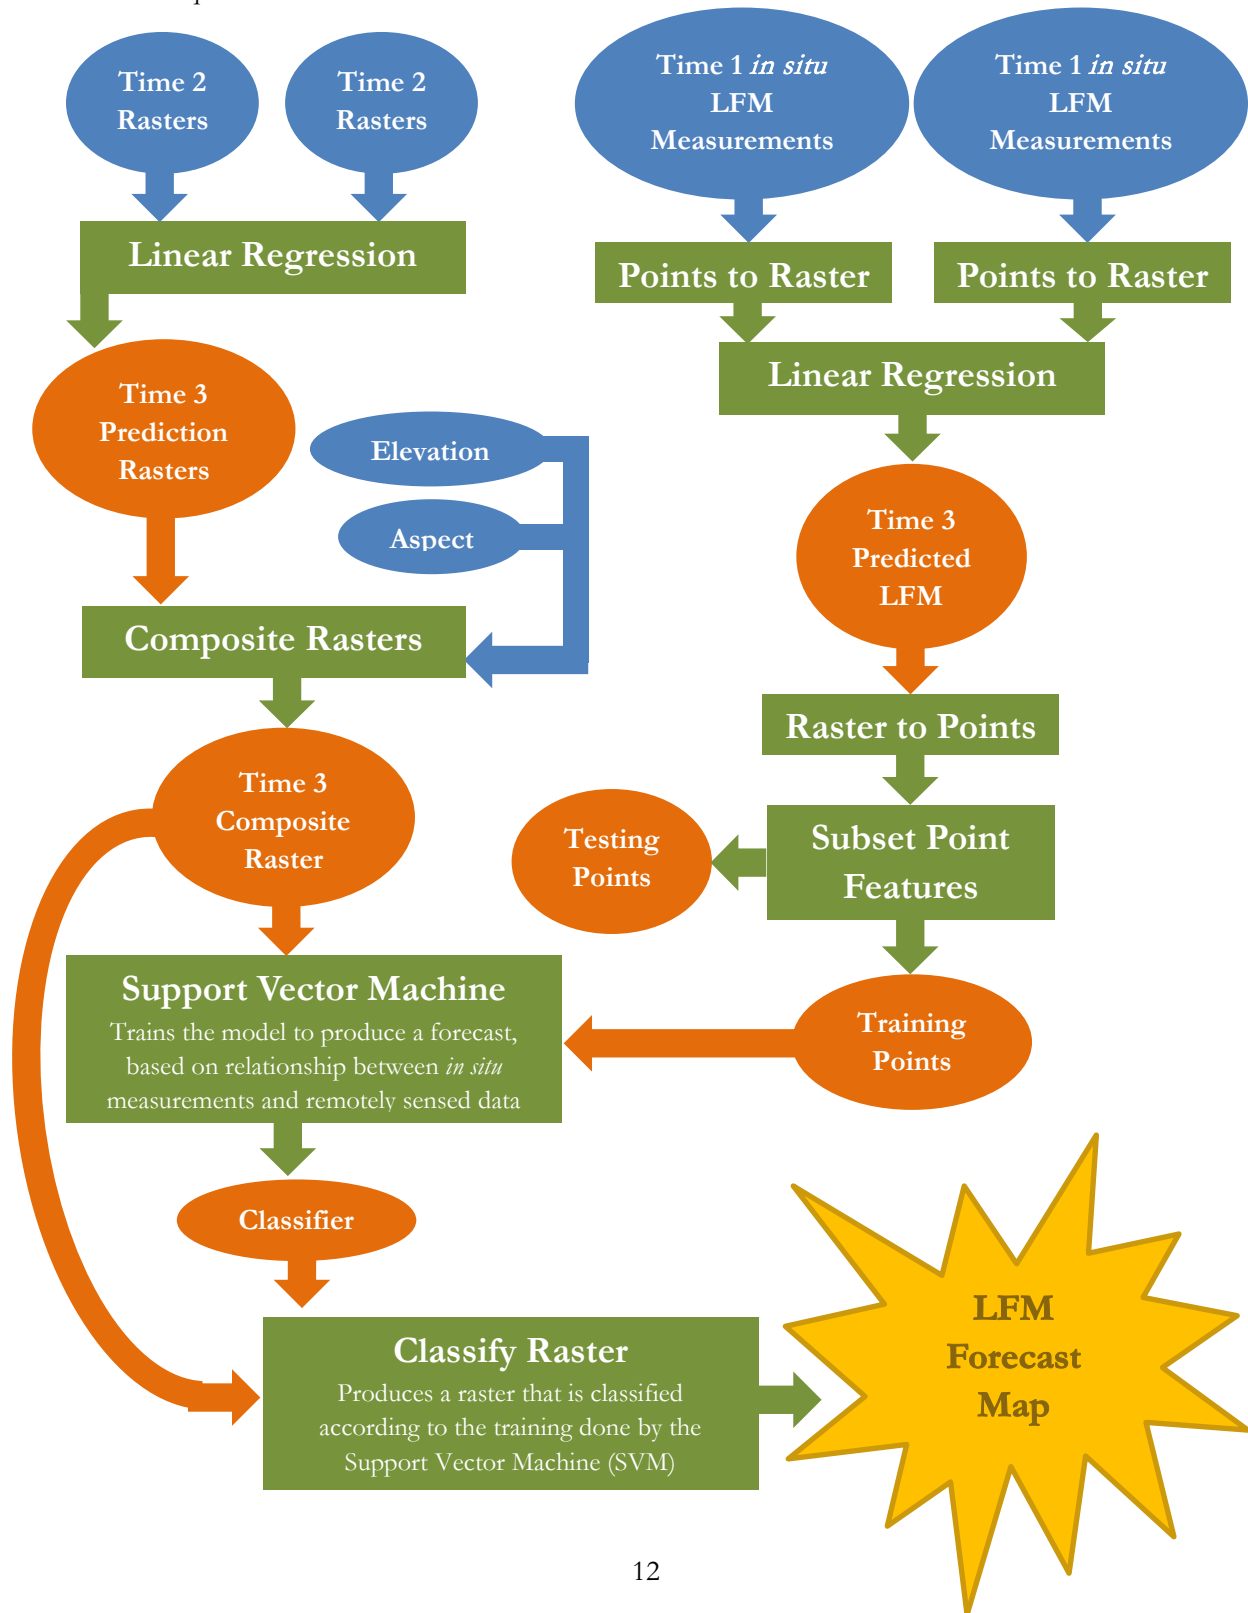 Time 2
Rasters
Time 2
Rasters
Time 1 in situ
LFM
Measurements
Time 1 in situ
LFM
Measurements
Linear Regression
Points to Raster
Points to Raster
Linear Regression
Time 3
Prediction
Rasters
Elevation
Aspect
Time 3
Predicted
LFM
Composite Rasters
Raster to Points
Time 3
Composite
Raster
Testing
Points
Subset Point
Features
Support Vector Machine
Trains the model to produce a forecast,
based on relationship between in situ
measurements and remotely sensed data
Training
Points
Classifier
Classify Raster
Produces a raster that is classified
according to the training done by the
Support Vector Machine (SVM)
LFM
Forecast
Map
12